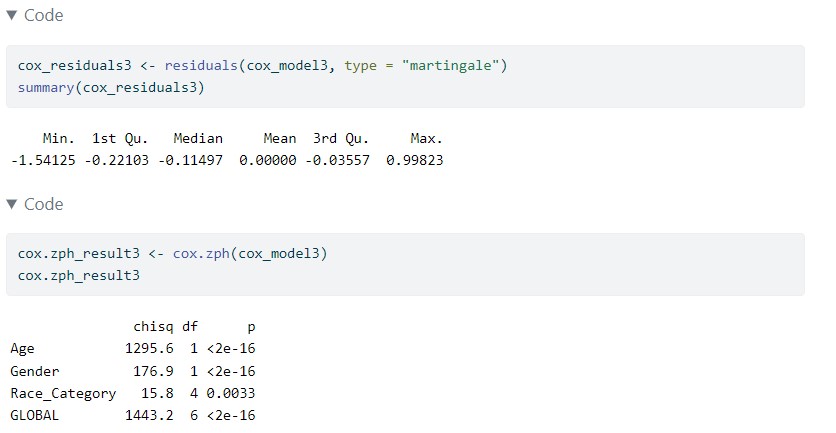 ▼ Code
cox_residuals3 <- residuals(cox_model3, type = "martingale")
summary(cox_residuals3)
    Min.  1st Qu.   Median     Mean  3rd Qu.     Max.
-1.54125 -0.22103 -0.11497  0.00000 -0.03557  0.99823
▼ Code
cox.zph_result3 <- cox.zph(cox_model3)
cox.zph_result3
               chisq df      p
Age           1295.6  1 <2e-16
Gender         176.9  1 <2e-16
Race_Category   15.8  4 0.0033
GLOBAL        1443.2  6 <2e-16